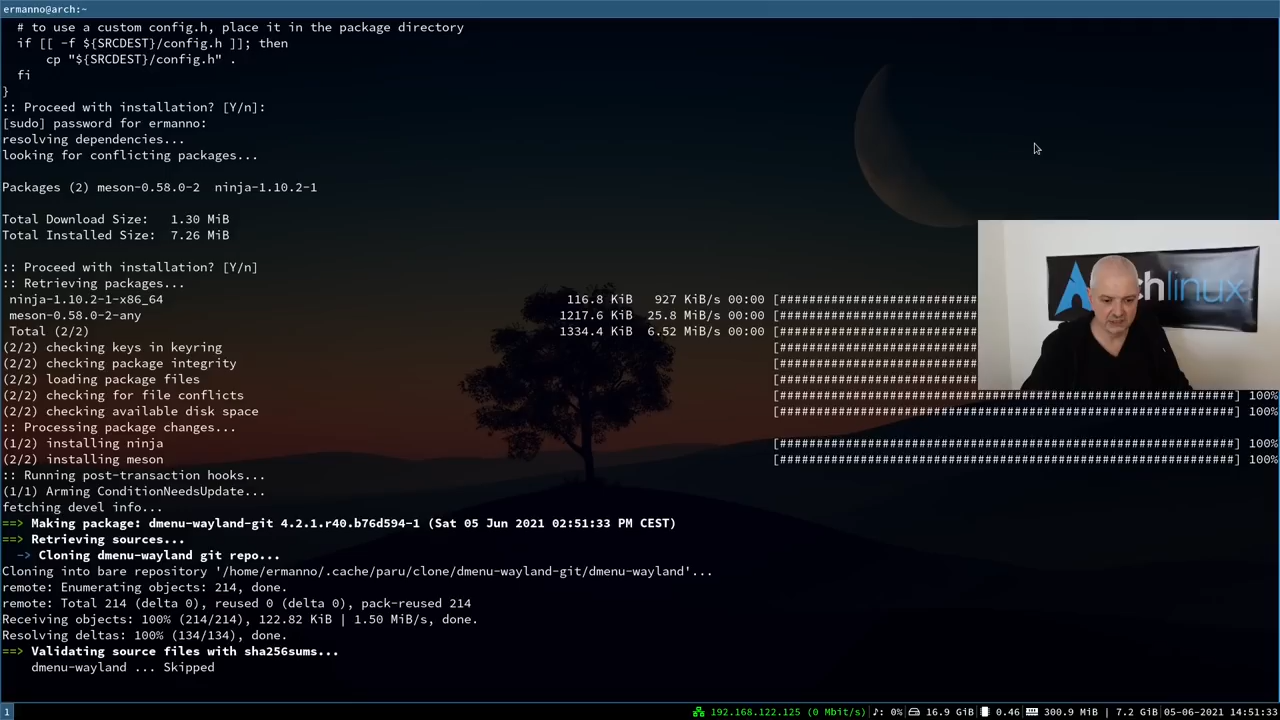 ermanno@arch:~
# to use a custom config.h, place it in the package directory
if [[ -f ${SRCDEST}/config.h ]]; then
cp "${SRCDEST}/config.h" .
fi
}
:: Proceed with installation? [Y/n]:
[sudo] password for ermanno:
resolving dependencies...
looking for conflicting packages...
Packages (2) meson-0.58.0-2  ninja-1.10.2-1
Total Download Size:   1.30 MiB
Total Installed Size:  7.26 MiB
:: Proceed with installation? [Y/n]
:: Retrieving packages...
ninja-1.10.2-1-x86_64 116.8 KiB 927 KiB/s 00:00 [######################
meson-0.58.0-2-any 1217.6 KiB 25.8 MiB/s 00:00 [######################
Total (2/2) 1334.4 KiB 6.52 MiB/s 00:00 [######################
(2/2) checking keys in keyring [######################
(2/2) checking package integrity [######################
(2/2) loading package files [######################
(2/2) checking for file conflicts [##############################################################] 100%
(2/2) checking available disk space [##############################################################] 100%
:: Processing package changes...
(1/2) installing ninja [##############################################################] 100%
(2/2) installing meson [##############################################################] 100%
:: Running post-transaction hooks...
(1/1) Arming ConditionNeedsUpdate...
fetching devel info...
==> Making package: dmenu-wayland-git 4.2.1.r40.b76d594-1 (Sat 05 Jun 2021 02:51:33 PM CEST)
==> Retrieving sources...
-> Cloning dmenu-wayland git repo...
Cloning into bare repository '/home/ermanno/.cache/paru/clone/dmenu-wayland-git/dmenu-wayland'...
remote: Enumerating objects: 214, done.
remote: Total 214 (delta 0), reused 0 (delta 0), pack-reused 214
Receiving objects: 100% (214/214), 122.82 KiB | 1.50 MiB/s, done.
Resolving deltas: 100% (134/134), done.
==> Validating source files with sha256sums...
dmenu-wayland ... Skipped
1 192.168.122.125 (0 Mbit/s) ♪: 0% 16.9 GiB 0.46 300.9 MiB | 7.2 GiB 05-06-2021 14:51:33